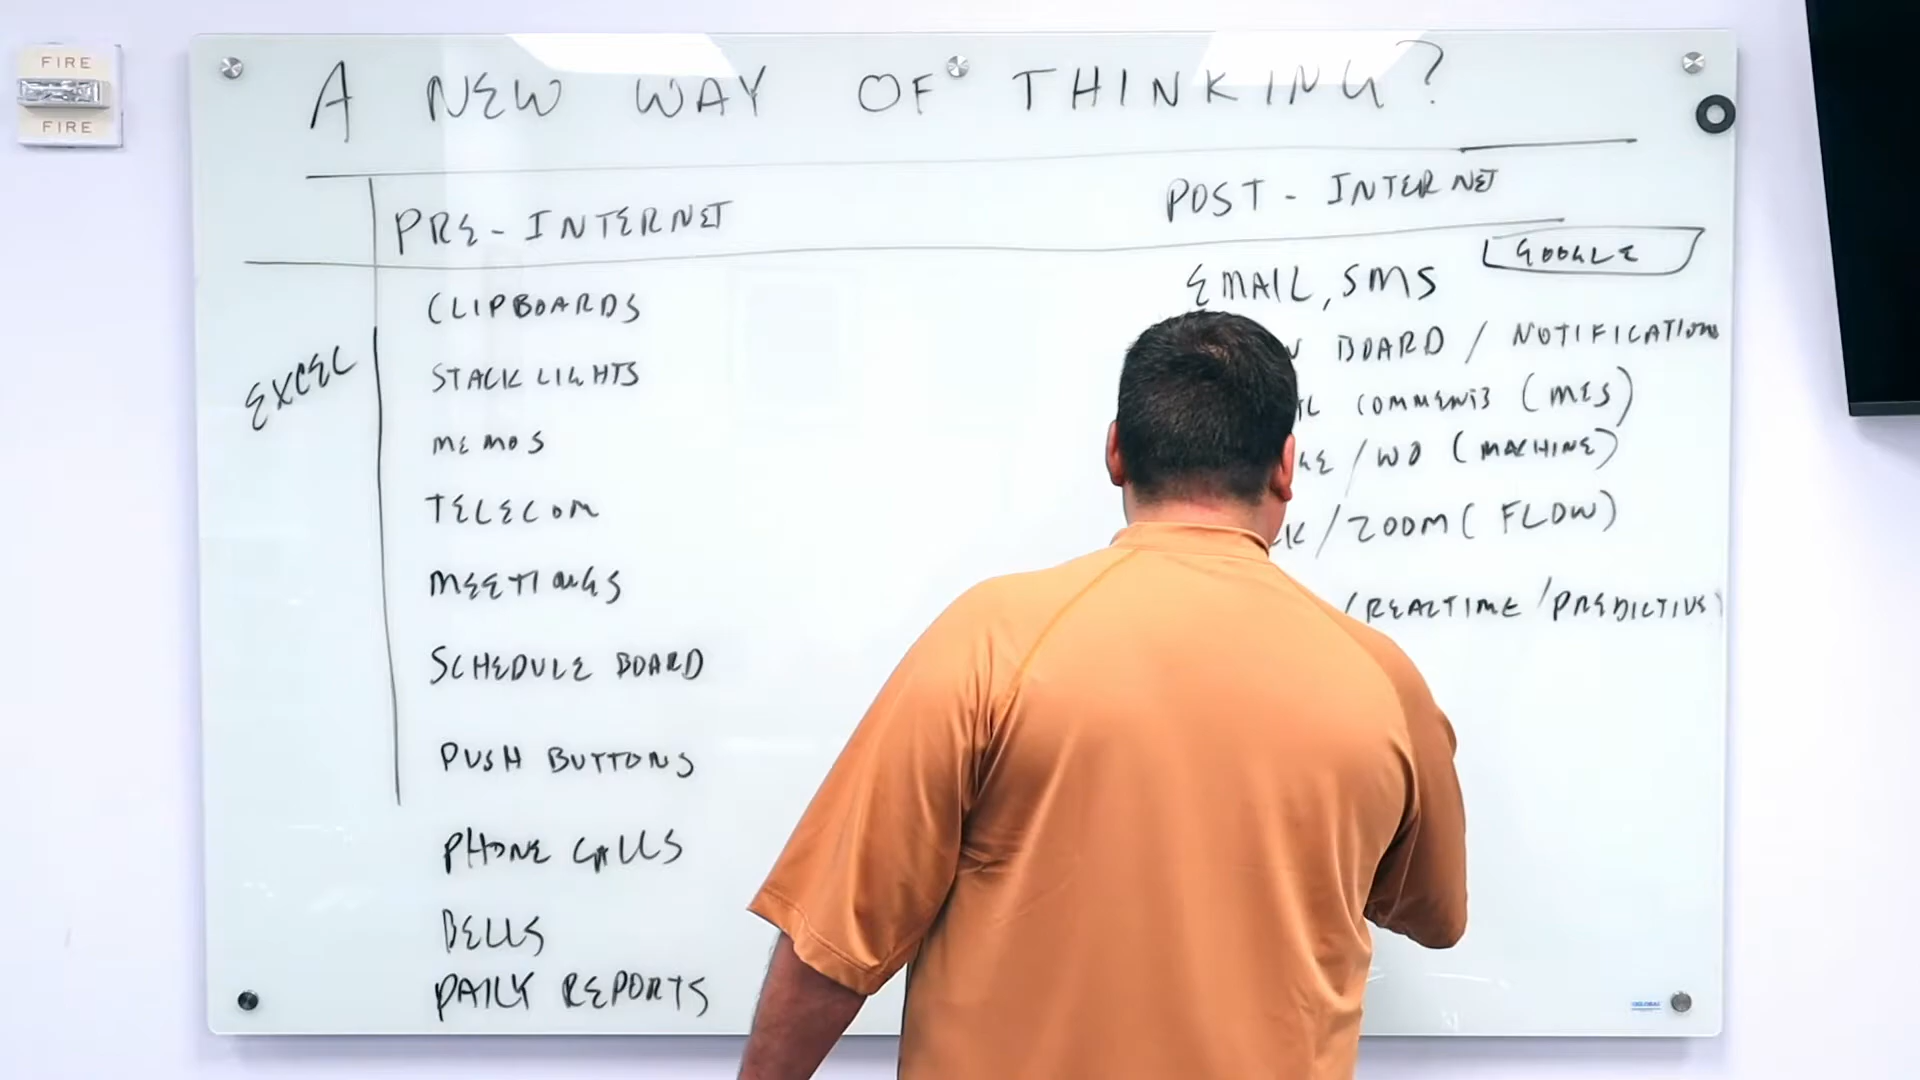 FIRE
FIRE
A NEW WAY OF THINKING?
PRE-INTERNET
POST-INTERNET
GOOGLE
EXCEL
CLIPBOARDS
STACK LIGHTS
MEMOS
TELECOM
MEETINGS
SCHEDULE BOARD
PUSH BUTTONS
PHONE CALLS
BELLS
DAILY REPORTS
EMAIL, SMS
BOARD / NOTIFICATIONS
COMMENTS (MES)
/ WO (MACHINE)
/ ZOOM (FLOW)
(REALTIME / PREDICTIVE)
GLOBAL